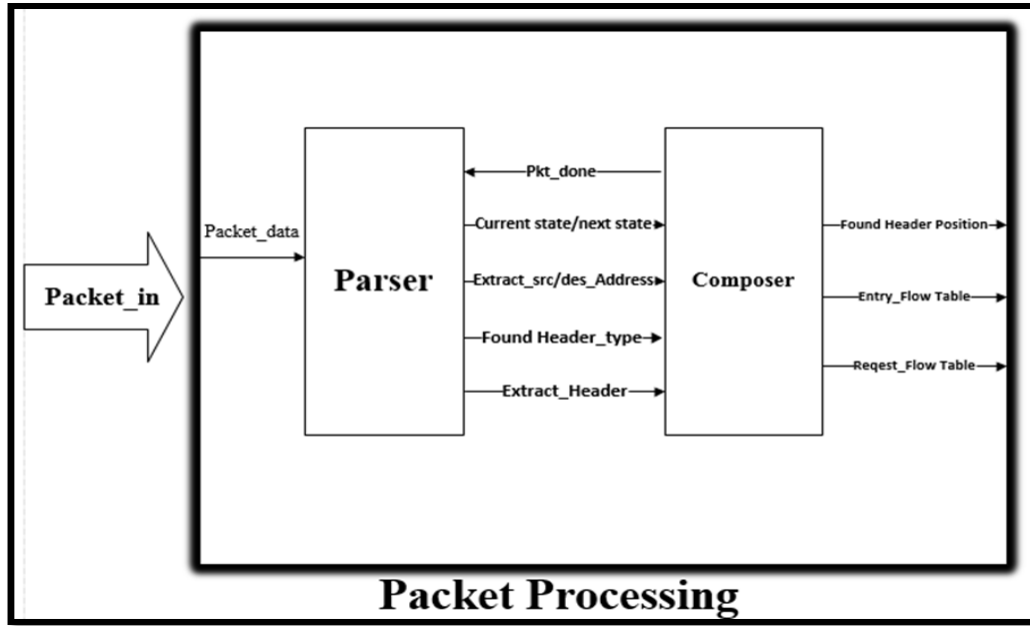 Packet_in
Packet_data
Parser
Pkt_done
Current state/next state
Extract_src/des_Address
Found Header_type
Extract_Header
Composer
Found Header Position
Entry_Flow Table
Reqest_Flow Table
Packet Processing